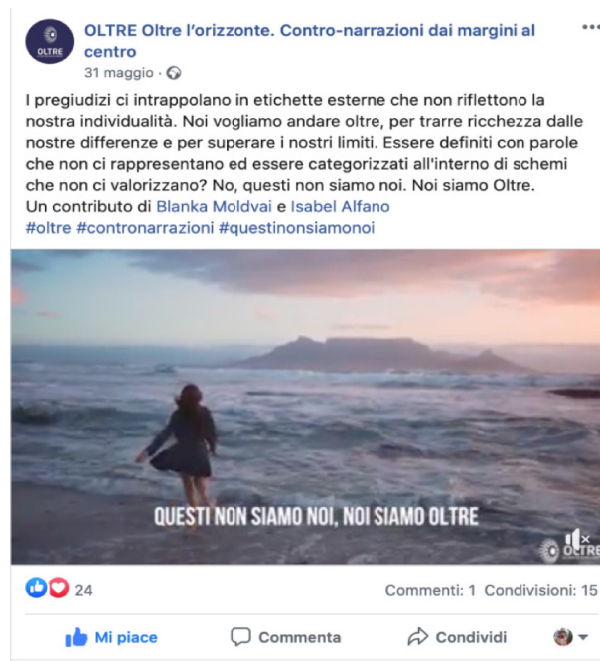 OLTRE Oltre l'orizzonte. Contro-narrazioni dai margini al
centro
31 maggio ·
OLTRE
I pregiudizi ci intrappolano in etichette esterne che non riflettono la
nostra individualità. Noi vogliamo andare oltre, per trarre ricchezza dalle
nostre differenze e per superare i nostri limiti. Essere definiti con parole
che non ci rappresentano ed essere categorizzati all'interno di schemi
che non ci valorizzano? No, questi non siamo noi. Noi siamo Oltre.
Un contributo di Blanka Moldvai e Isabel Alfano
#oltre #contronarrazioni #questinonsiamonoi
QUESTI NON SIAMO NOI, NOI SIAMO OLTRE
OLTRE
24
Commenti: 1 Condivisioni: 15
Mi piace
Commenta
Condividi